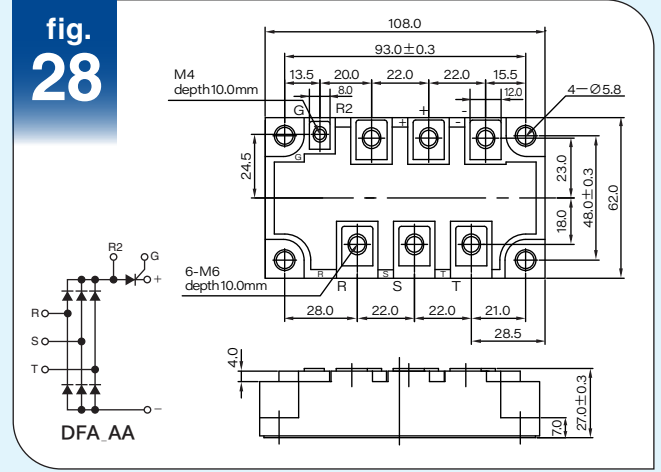 fig.
28
108.0
93.0±0.3
13.5
20.0
22.0
22.0
15.5
M4
depth10.0mm
8.0
12.0
4—∅5.8
G
R2
+
-
+
-
G
24.5
23.0
18.0
48.0±0.3
62.0
6-M6
depth10.0mm
R
S
T
R
S
T
28.0
22.0
22.0
21.0
28.5
R2
G
+
R
S
T
−
DFA_AA
4.0
7.0
27.0±0.3